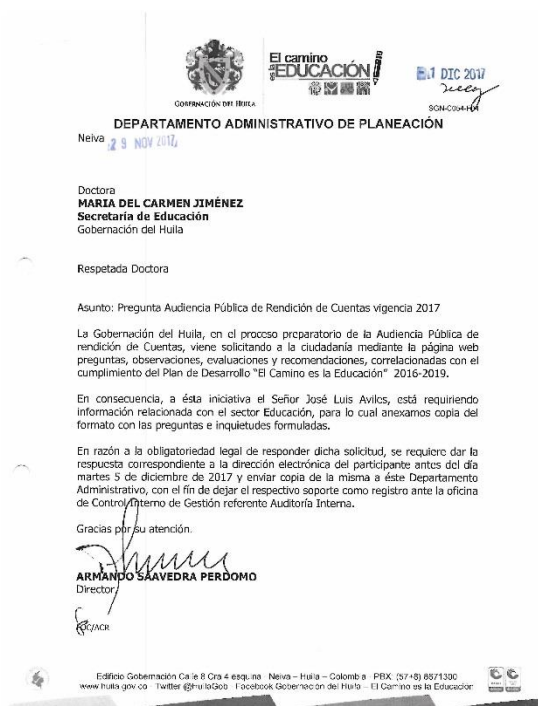 GOBERNACIÓN DEL HUILA
El camino
es la EDUCACIÓN
1 DIC 2017
SGN-C054-F04
DEPARTAMENTO ADMINISTRATIVO DE PLANEACIÓN
Neiva 29 NOV 2017
Doctora
MARIA DEL CARMEN JIMÉNEZ
Secretaría de Educación
Gobernación del Huila
Respetada Doctora
Asunto: Pregunta Audiencia Pública de Rendición de Cuentas vigencia 2017
La Gobernación del Huila, en el proceso preparatorio de la Audiencia Pública de
rendición de Cuentas, viene solicitando a la ciudadanía mediante la página web
preguntas, observaciones, evaluaciones y recomendaciones, correlacionadas con el
cumplimiento del Plan de Desarrollo "El Camino es la Educación" 2016-2019.
En consecuencia, a ésta iniciativa el Señor José Luis Aviles, está requiriendo
información relacionada con el sector Educación, para lo cual anexamos copia del
formato con las preguntas e inquietudes formuladas.
En razón a la obligatoriedad legal de responder dicha solicitud, se requiere dar la
respuesta correspondiente a la dirección electrónica del participante antes del día
martes 5 de diciembre de 2017 y enviar copia de la misma a éste Departamento
Administrativo, con el fin de dejar el respectivo soporte como registro ante la oficina
de Control Interno de Gestión referente Auditoría Interna.
Gracias por su atención.
ARMANDO SAAVEDRA PERDOMO
Director
/ACR
Edificio Gobernación Calle 8 Cra 4 esquina Neiva – Huila – Colombia PBX: (57+8) 8671300
www.huila.gov.co Twitter @HuilaGob Facebook Gobernación del Huila – El Camino es la Educación